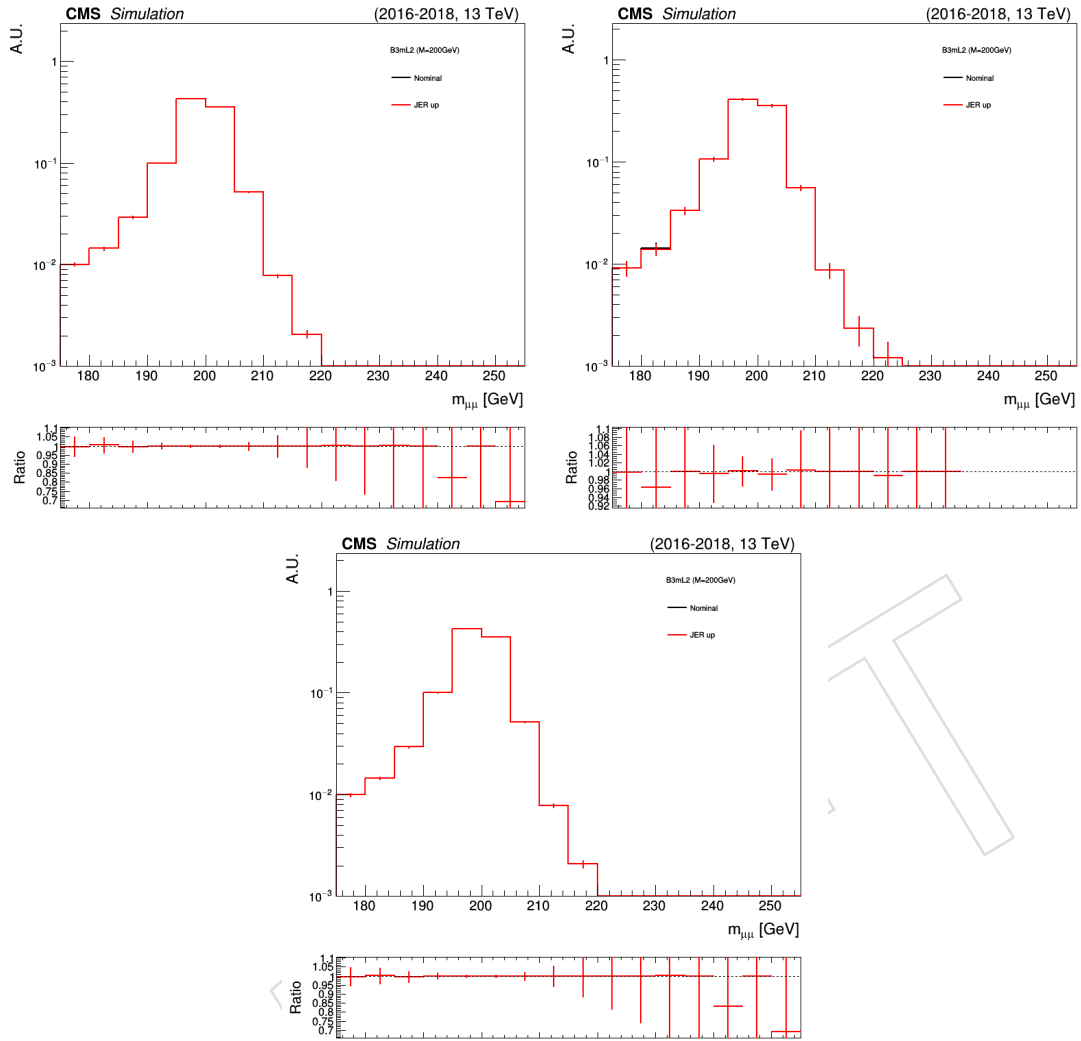 CMS Simulation (2016-2018, 13 TeV)
A.U.
B3mL2 (M=200GeV)
Nominal
JER up
1
10⁻¹
10⁻²
10⁻³
180 190 200 210 220 230 240 250
mμμ [GeV]
Ratio
1.1
1.05
1
0.95
0.9
0.85
0.8
0.75
0.7
CMS Simulation (2016-2018, 13 TeV)
A.U.
B3mL2 (M=200GeV)
Nominal
JER up
1
10⁻¹
10⁻²
10⁻³
180 190 200 210 220 230 240 250
mμμ [GeV]
Ratio
1.10
1.08
1.06
1.04
1.02
1.00
0.98
0.96
0.94
0.92
CMS Simulation (2016-2018, 13 TeV)
A.U.
B3mL2 (M=200GeV)
Nominal
JER up
1
10⁻¹
10⁻²
10⁻³
180 190 200 210 220 230 240 250
mμμ [GeV]
Ratio
1.1
1.05
1
0.95
0.9
0.85
0.8
0.75
0.7
T